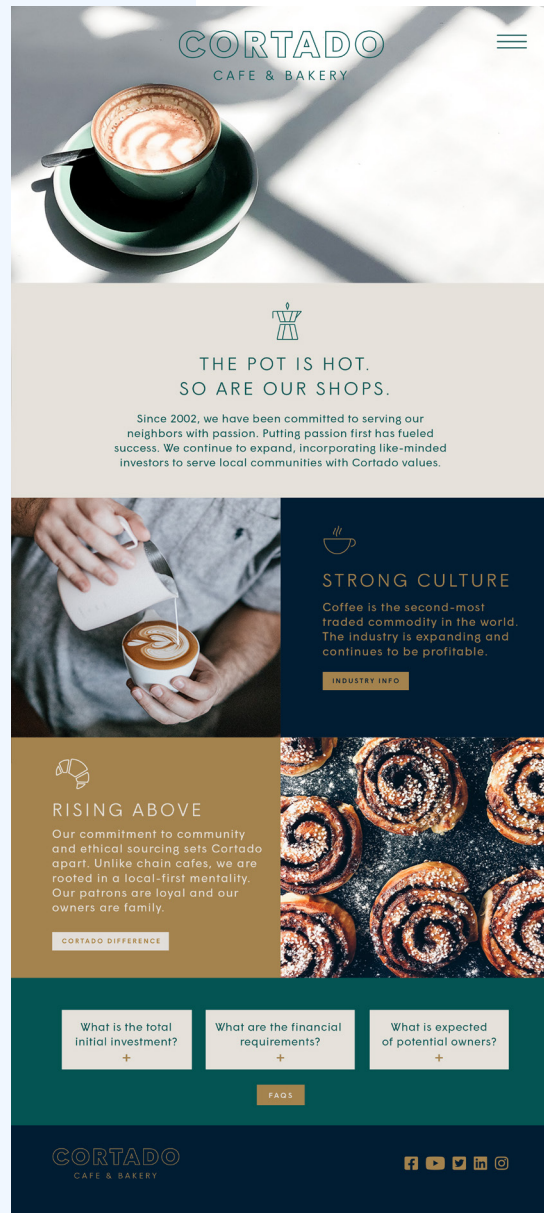 CORTADO
CAFE & BAKERY
THE POT IS HOT.
SO ARE OUR SHOPS.
Since 2002, we have been committed to serving our
neighbors with passion. Putting passion first has fueled
success. We continue to expand, incorporating like-minded
investors to serve local communities with Cortado values.
STRONG CULTURE
Coffee is the second-most
traded commodity in the world.
The industry is expanding and
continues to be profitable.
INDUSTRY INFO
RISING ABOVE
Our commitment to community
and ethical sourcing sets Cortado
apart. Unlike chain cafes, we are
rooted in a local-first mentality.
Our patrons are loyal and our
owners are family.
CORTADO DIFFERENCE
What is the total
initial investment?
+
What are the financial
requirements?
+
What is expected
of potential owners?
+
FAQS
CORTADO
CAFE & BAKERY